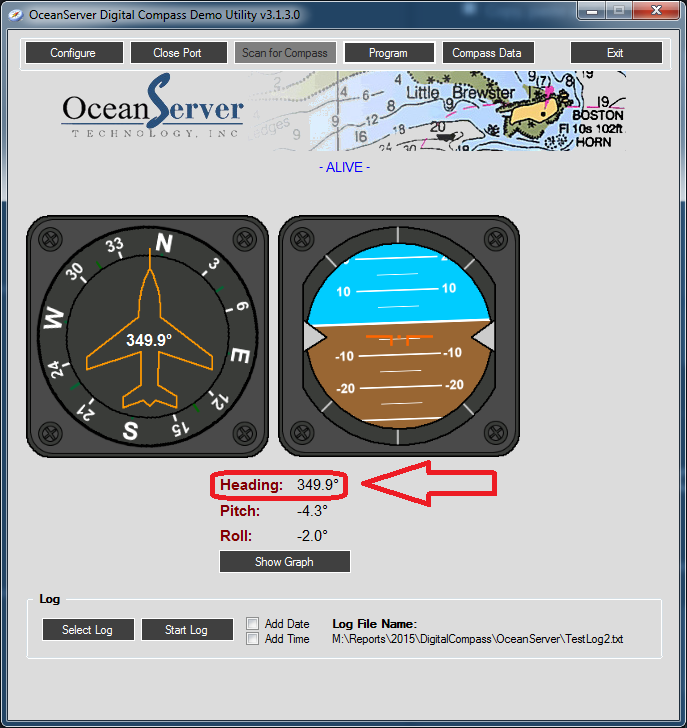 OceanServer Digital Compass Demo Utility v3.1.3.0
Configure
Close Port
Scan for Compass
Program
Compass Data
Exit
OceanServer
TECHNOLOGY, INC
edges
Little Brewster
BOSTON
Fl 10s 102ft
HORN
- ALIVE -
N
3
6
E
12
15
S
21
24
W
30
33
349.9°
10 10
-10 -10
-20 -20
Heading: 349.9°
Pitch: -4.3°
Roll: -2.0°
Show Graph
Log
Select Log
Start Log
Add Date
Add Time
Log File Name:
M:\Reports\2015\DigitalCompass\OceanServer\TestLog2.txt